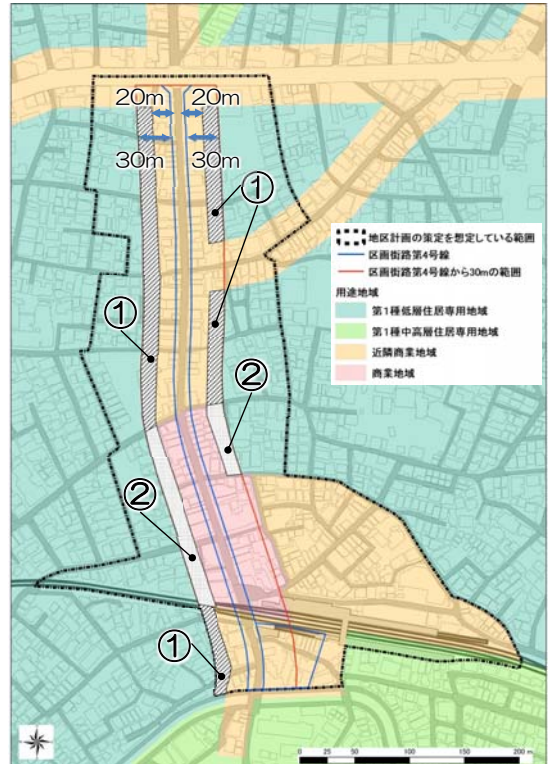 20m 20m
30m 30m
①
①
②
②
①
地区計画の策定を想定している範囲
区画街路第4号線
区画街路第4号線から30mの範囲
用途地域
第1種低層住居専用地域
第1種中高層住居専用地域
近隣商業地域
商業地域
0 25 50 100 150 200 m